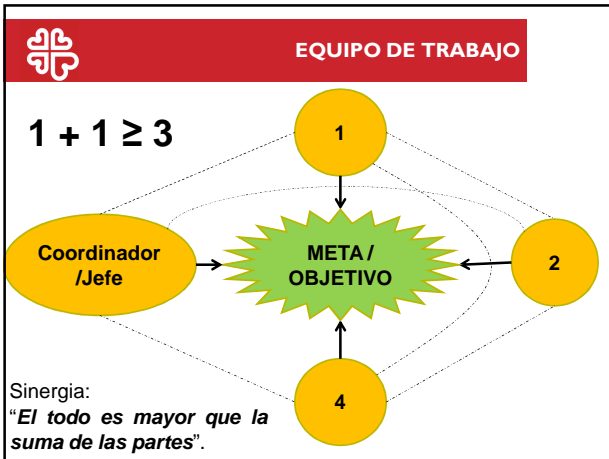 EQUIPO DE TRABAJO
1 + 1 ≥ 3
1
Coordinador
/Jefe
META /
OBJETIVO
2
4
Sinergia:
“El todo es mayor que la
suma de las partes”.